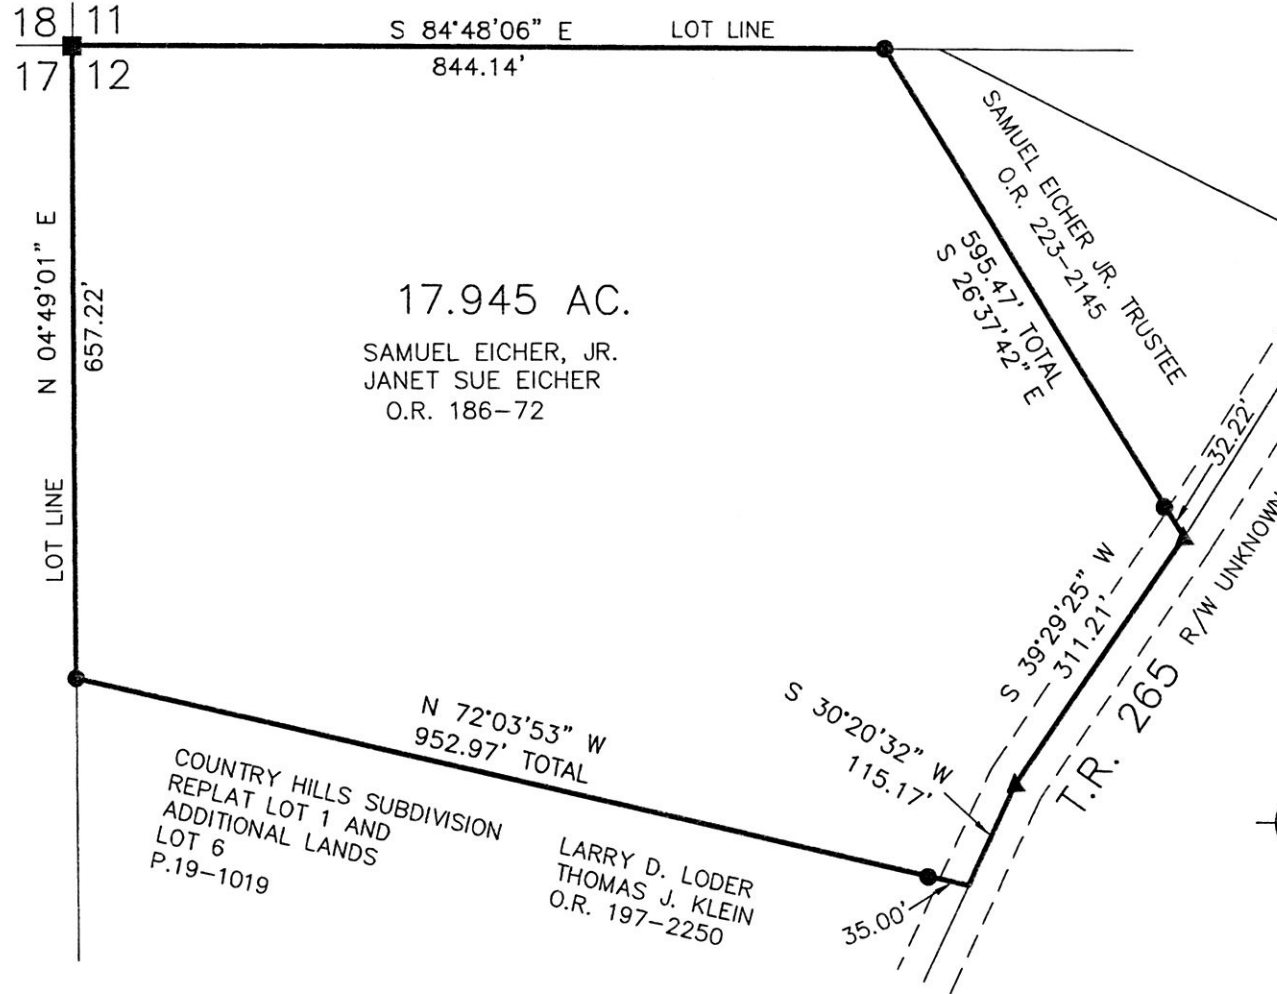 18 11
17 12
S 84°48'06" E
LOT LINE
844.14'
N 04°49'01" E
657.22'
LOT LINE
17.945 AC.
SAMUEL EICHER, JR.
JANET SUE EICHER
O.R. 186-72
SAMUEL EICHER JR. TRUSTEE
O.R. 223-2145
595.47' TOTAL
S 26°37'42" E
32.22'
S 39°29'25" W
311.21'
T.R. 265
R/W UNKNOWN
S 30°20'32" W
115.17'
N 72°03'53" W
952.97' TOTAL
COUNTRY HILLS SUBDIVISION
REPLAT LOT 1 AND
ADDITIONAL LANDS
LOT 6
P.19-1019
LARRY D. LODER
THOMAS J. KLEIN
O.R. 197-2250
35.00'